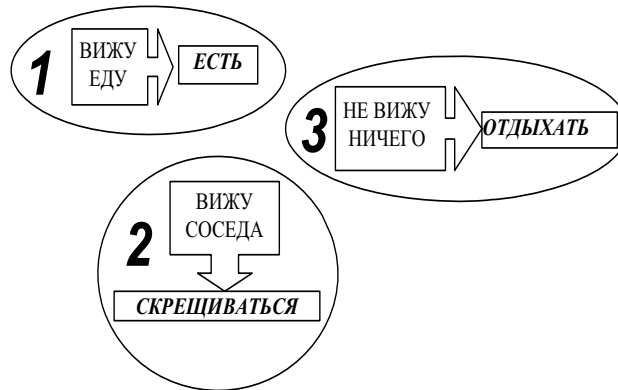 1
ВИЖУ
ЕДУ
ЕСТЬ
3
НЕ ВИЖУ
НИЧЕГО
ОТДЫХАТЬ
2
ВИЖУ
СОСЕДА
СКРЕЩИВАТЬСЯ